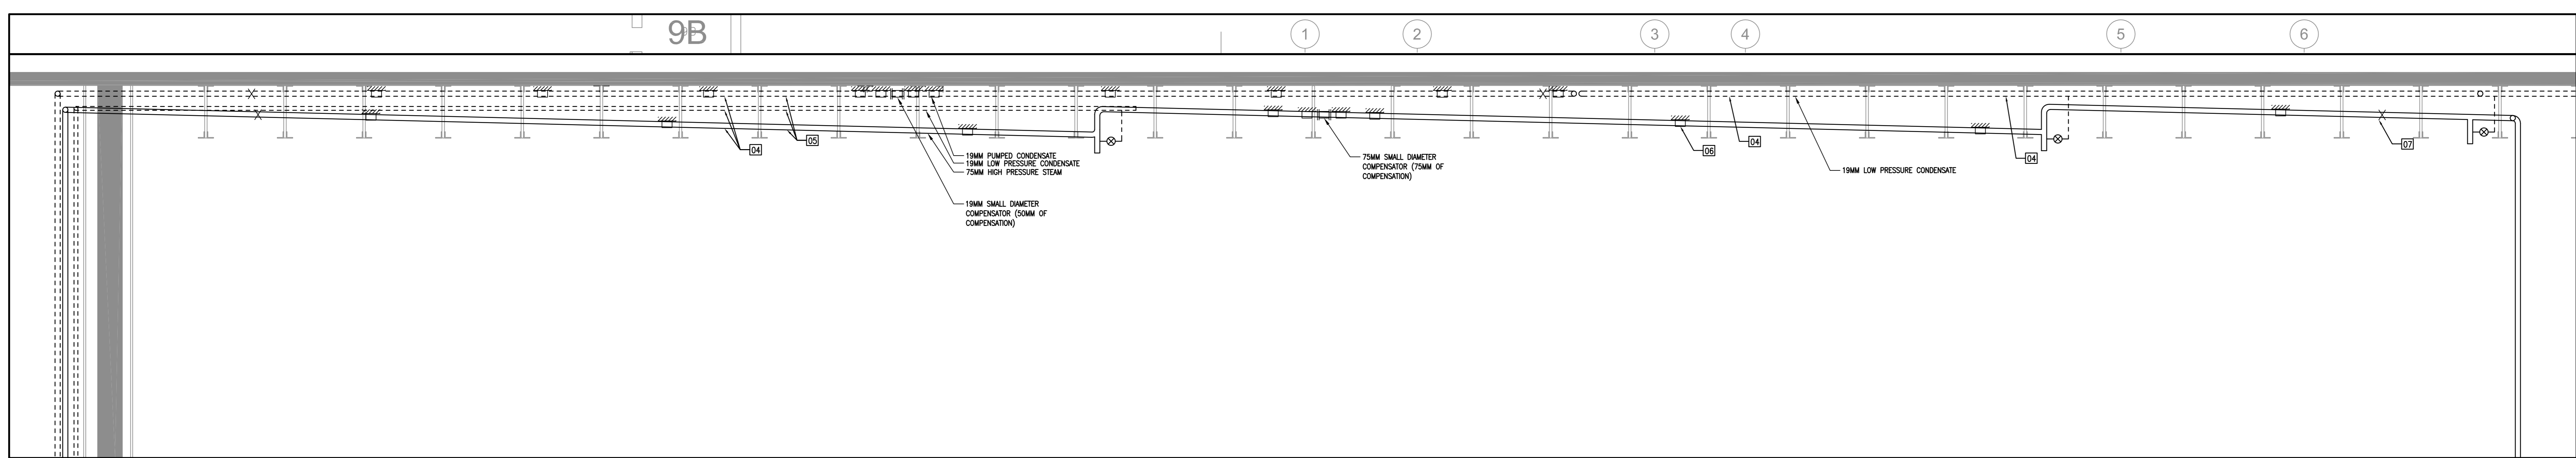 9B
9B
1
2
3
4
5
6
04
05
19MM PUMPED CONDENSATE
19MM LOW PRESSURE CONDENSATE
75MM HIGH PRESSURE STEAM
19MM SMALL DIAMETER
COMPENSATOR (50MM OF
COMPENSATION)
75MM SMALL DIAMETER
COMPENSATOR (75MM OF
COMPENSATION)
06
04
19MM LOW PRESSURE CONDENSATE
04
07